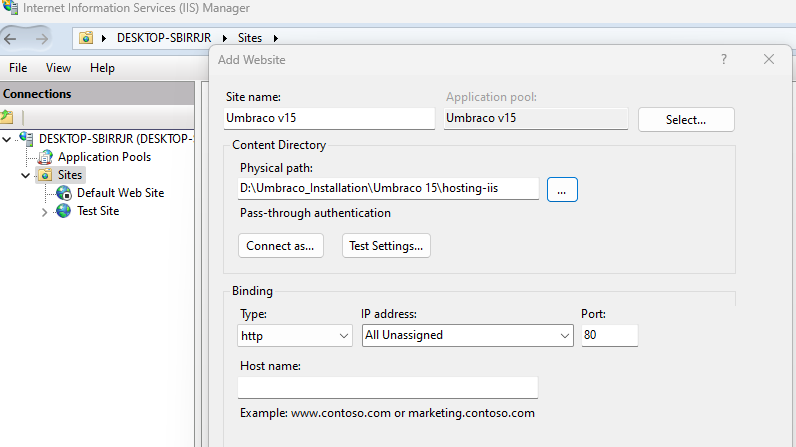 Internet Information Services (IIS) Manager
DESKTOP-SBIRRJR Sites
File View Help
Connections
DESKTOP-SBIRRJR (DESKTOP-
Application Pools
Sites
Default Web Site
Test Site
Add Website
Site name: Application pool:
Umbraco v15 Umbraco v15 Select...
Content Directory
Physical path:
D:\Umbraco_Installation\Umbraco 15\hosting-iis ...
Pass-through authentication
Connect as... Test Settings...
Binding
Type: IP address: Port:
http All Unassigned 80
Host name:
Example: www.contoso.com or marketing.contoso.com